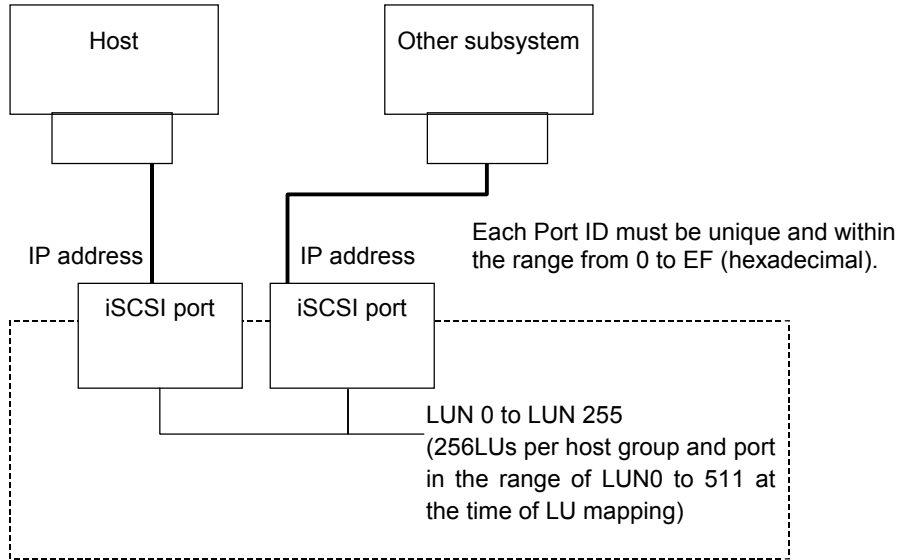 Host
Other subsystem
IP address
IP address
Each Port ID must be unique and within
the range from 0 to EF (hexadecimal).
iSCSI port
iSCSI port
LUN 0 to LUN 255
(256LUs per host group and port
in the range of LUN0 to 511 at
the time of LU mapping)